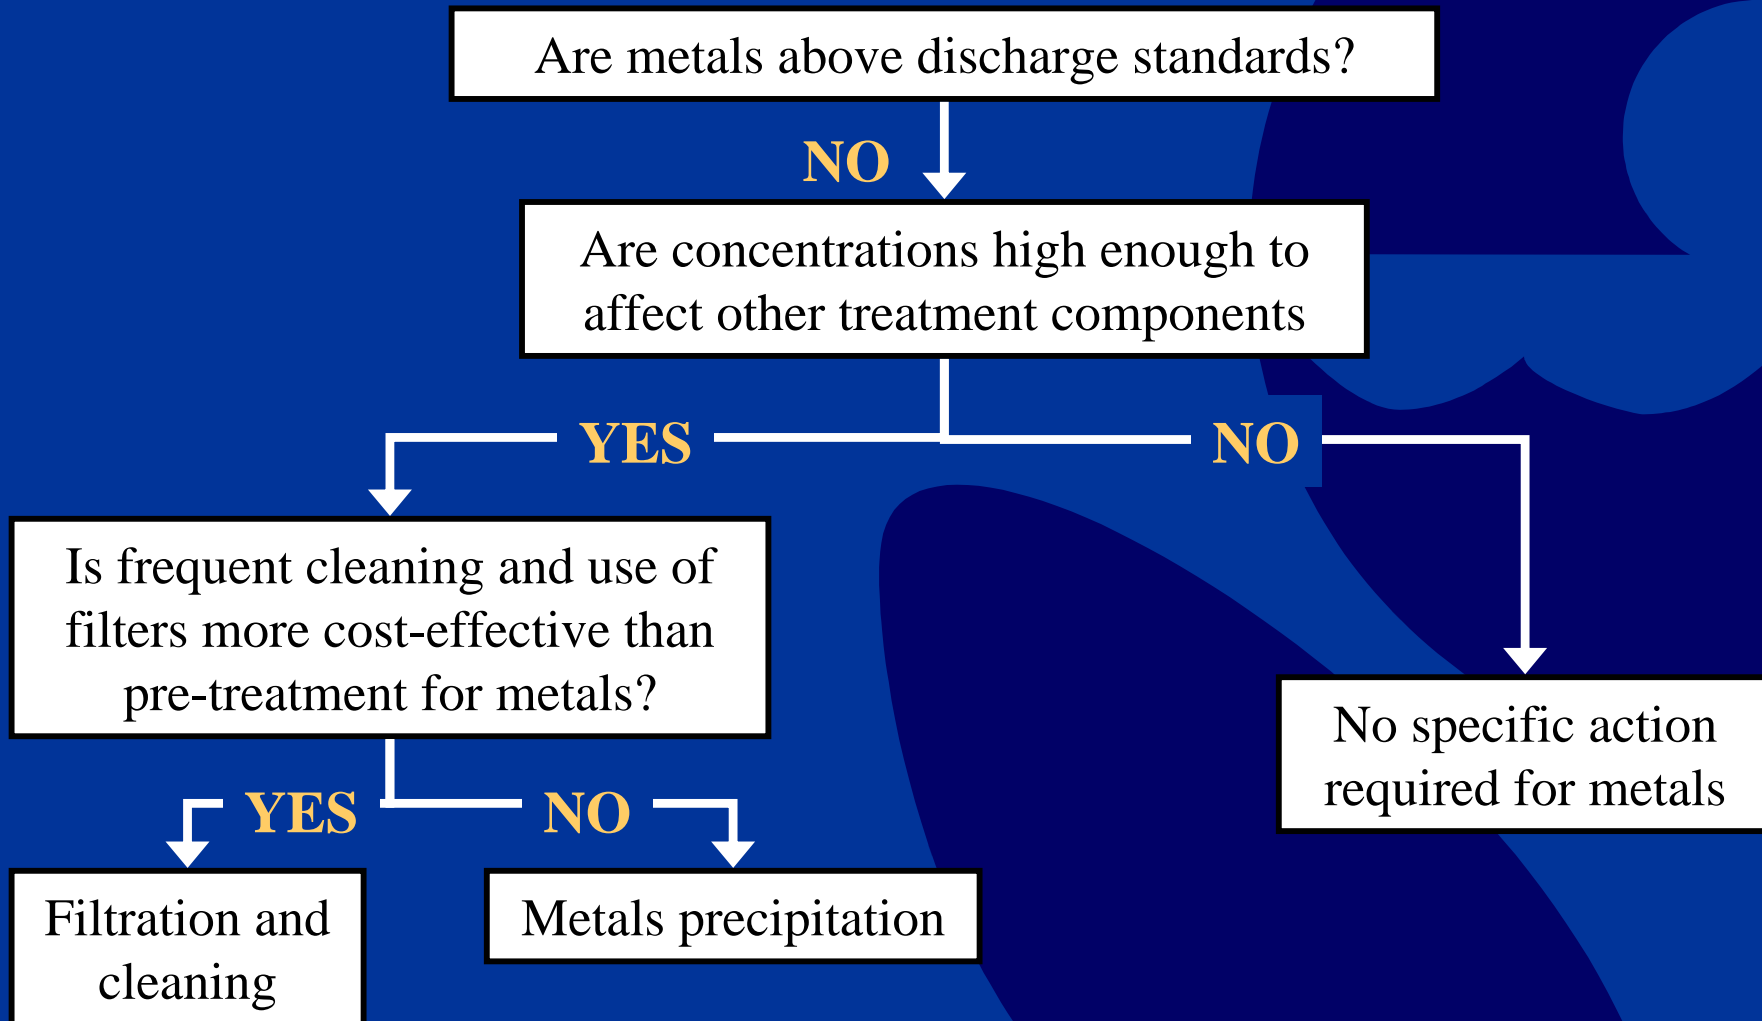 Are metals above discharge standards?
NO
Are concentrations high enough to
affect other treatment components
YES
NO
Is frequent cleaning and use of
filters more cost-effective than
pre-treatment for metals?
No specific action
required for metals
YES
NO
Filtration and
cleaning
Metals precipitation